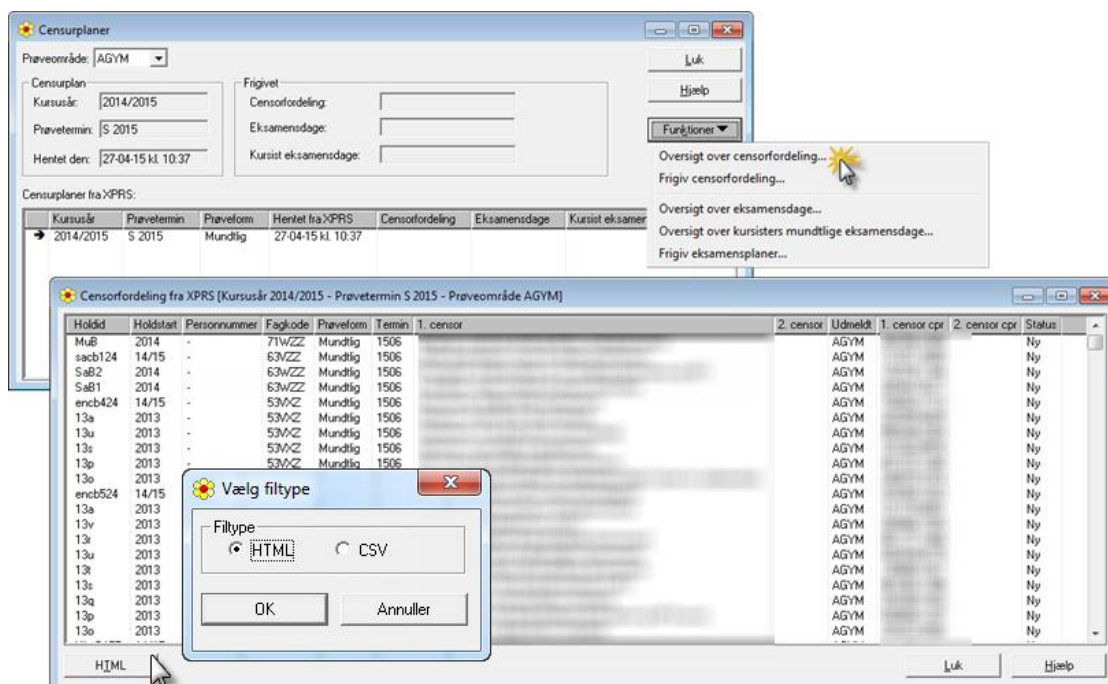 Censurplaner
Prøveområde: AGYM
Luk
Censurplan
Frigivet
Kursusår: 2014/2015
Censorfordeling:
Hjælp
Prøvetermin: S 2015
Eksamensdage:
Funktioner
Hentet den: 27-04-15 kl. 10:37
Kursist eksamensdage:
Oversigt over censorfordeling...
Frigiv censorfordeling...
Oversigt over eksamensdage...
Oversigt over kursisters mundtlige eksamensdage...
Frigiv eksamensplaner...
Censurplaner fra XPRS:
Kursusår Prøvetermin Prøveform Hentet fra XPRS Censorfordeling Eksamensdage Kursist eksamer
2014/2015 S 2015 Mundtlig 27-04-15 kl. 10:37
Censorfordeling fra XPRS [Kursusår 2014/2015 - Prøvetermin S 2015 - Prøveområde AGYM]
Holdid Holdstart Personnummer Fagkode Prøveform Termin 1. censor 2. censor Udmeldt 1. censor cpr 2. censor cpr Status
MuB 2014 - 71WZZ Mundtlig 1506 AGYM Ny
sacb124 14/15 - 63VZZ Mundtlig 1506 AGYM Ny
SaB2 2014 - 63WZZ Mundtlig 1506 AGYM Ny
SaB1 2014 - 63WZZ Mundtlig 1506 AGYM Ny
encb424 14/15 - 53VXZ Mundtlig 1506 AGYM Ny
13a 2013 - 53VXZ Mundtlig 1506 AGYM Ny
13u 2013 - 53VXZ Mundtlig 1506 AGYM Ny
13s 2013 - 53VXZ Mundtlig 1506 AGYM Ny
13p 2013 - 53VXZ Mundtlig 1506 AGYM Ny
13o 2013 AGYM Ny
encb524 14/15 AGYM Ny
13a 2013 AGYM Ny
13v 2013 AGYM Ny
13r 2013 AGYM Ny
13u 2013 AGYM Ny
13t 2013 AGYM Ny
13s 2013 AGYM Ny
13q 2013 AGYM Ny
13p 2013 AGYM Ny
13o 2013 AGYM Ny
Vælg filtype
Filtype
HTML CSV
OK Annuller
HTML Luk Hjælp